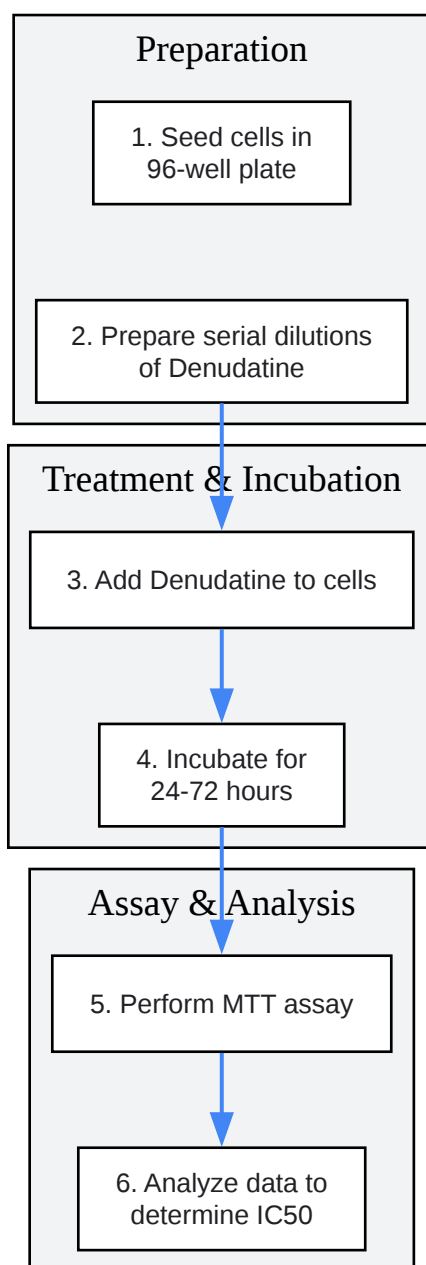 Preparation
1. Seed cells in
96-well plate
2. Prepare serial dilutions
of Denudatine
Treatment & Incubation
3. Add Denudatine to cells
4. Incubate for
24-72 hours
Assay & Analysis
5. Perform MTT assay
6. Analyze data to
determine IC50